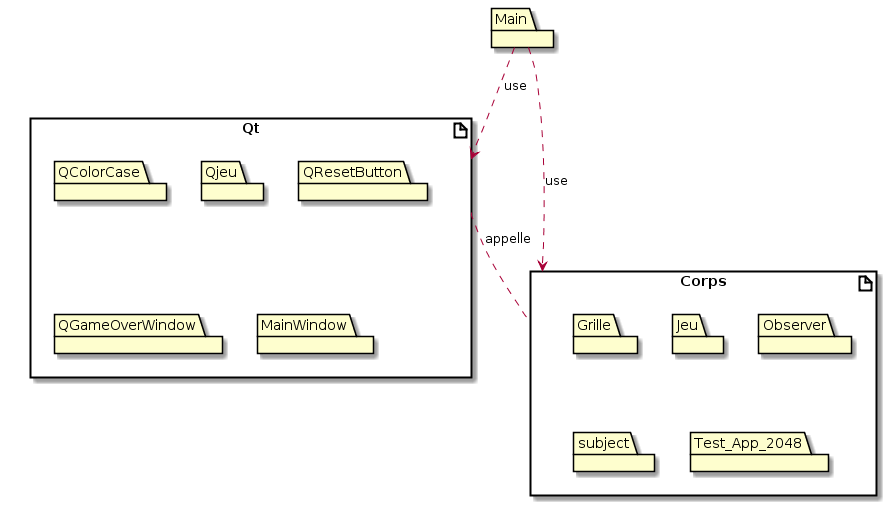 Main
use
Qt
QColorCase
Qjeu
QResetButton
use
appelle
Corps
QGameOverWindow
MainWindow
Grille
Jeu
Observer
subject
Test_App_2048